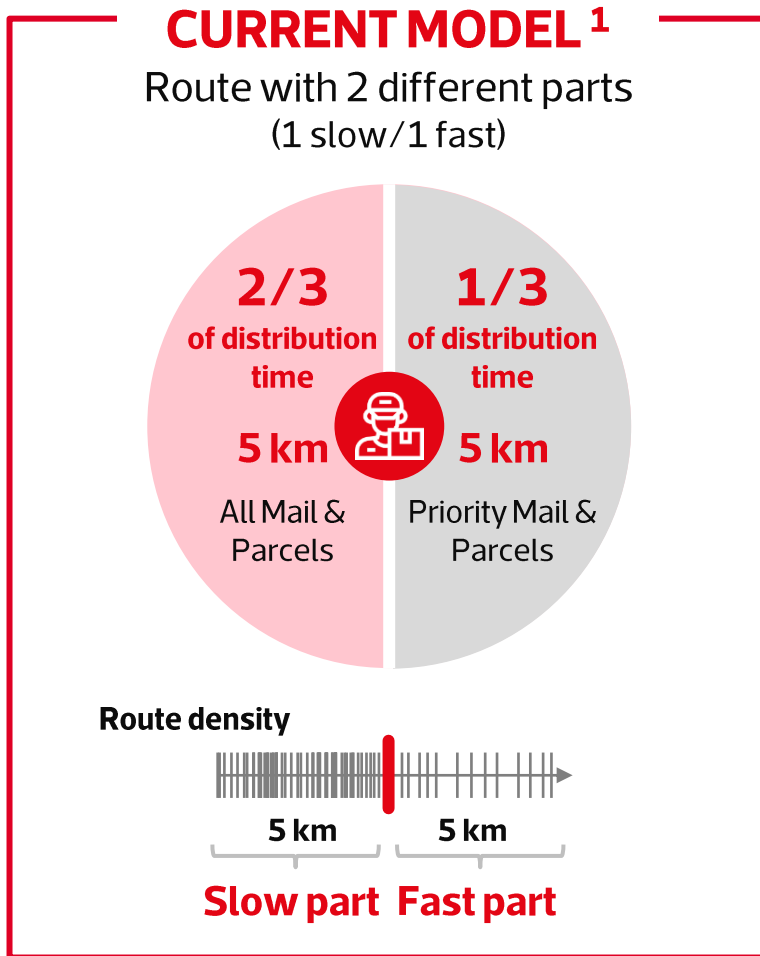 CURRENT MODEL 1
Route with 2 different parts
(1 slow/1 fast)
2/3
of distribution
time
5 km
All Mail &
Parcels
1/3
of distribution
time
5 km
Priority Mail &
Parcels
Route density
5 km
5 km
Slow part
Fast part